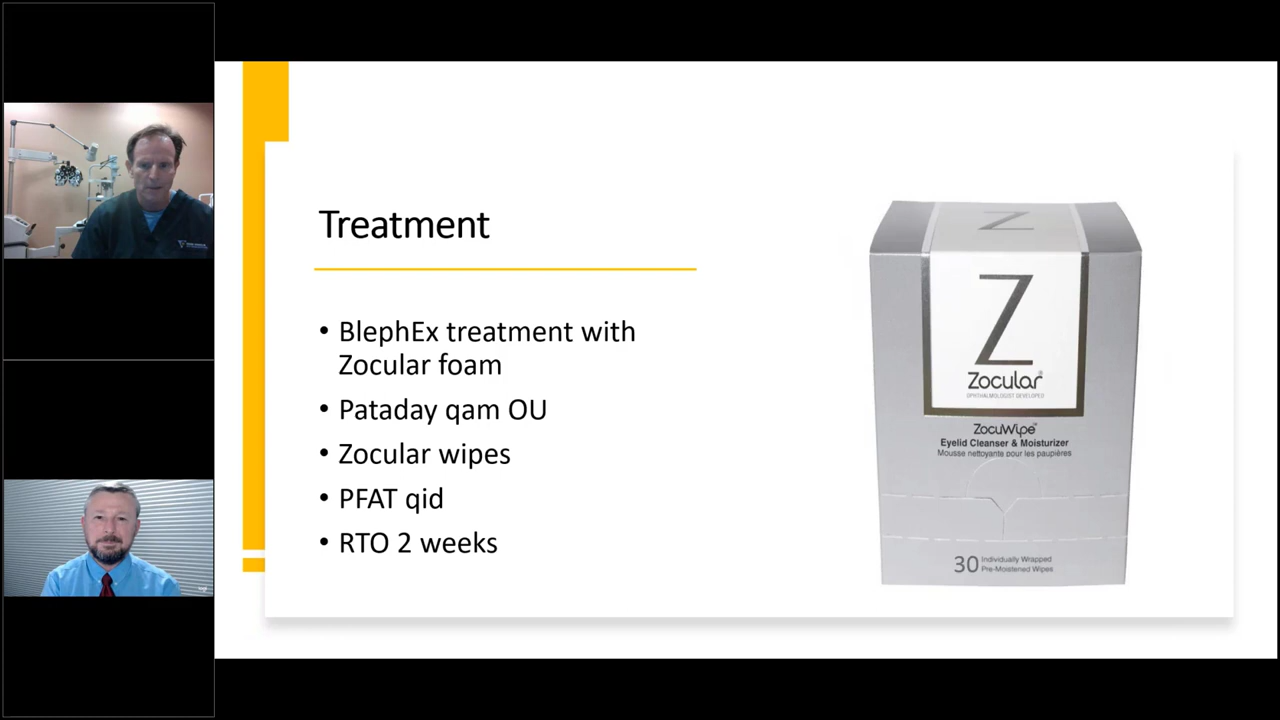 Treatment
• BlephEx treatment with
Zocular foam
• Pataday qam OU
• Zocular wipes
• PFAT qid
• RTO 2 weeks
Z
Z
Zocular®
OPHTHALMOLOGIST DEVELOPED
ZocuWipe®
Eyelid Cleanser & Moisturizer
Mousse nettoyante pour les paupières
30 Individually Wrapped
Pre-Moistened Wipes